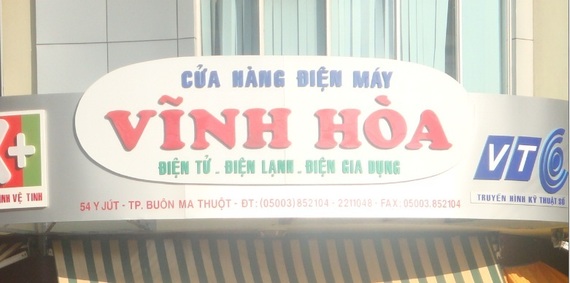 CỬA HÀNG ĐIỆN MÁY
VĨNH HÒA
ĐIỆN TỬ . ĐIỆN LẠNH . ĐIỆN GIA DỤNG
K+
VỆ TINH
VTC
TRUYỀN HÌNH KỸ THUẬT SỐ
54 Y JÚT - TP. BUÔN MA THUỘT - ĐT: (05003) 852104 - 2211048 - FAX: 05003.852104